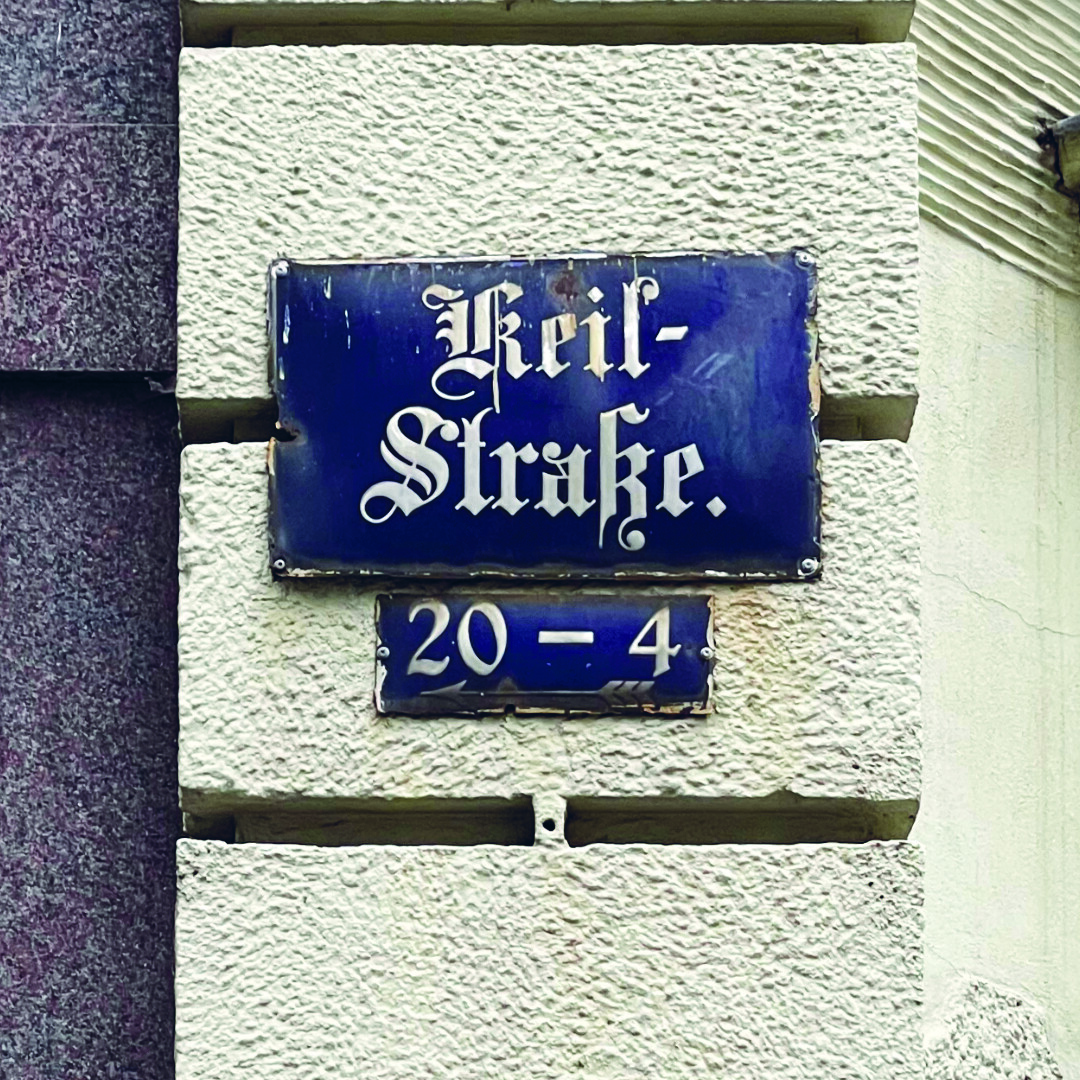 Keil-
Straße.
20 – 4